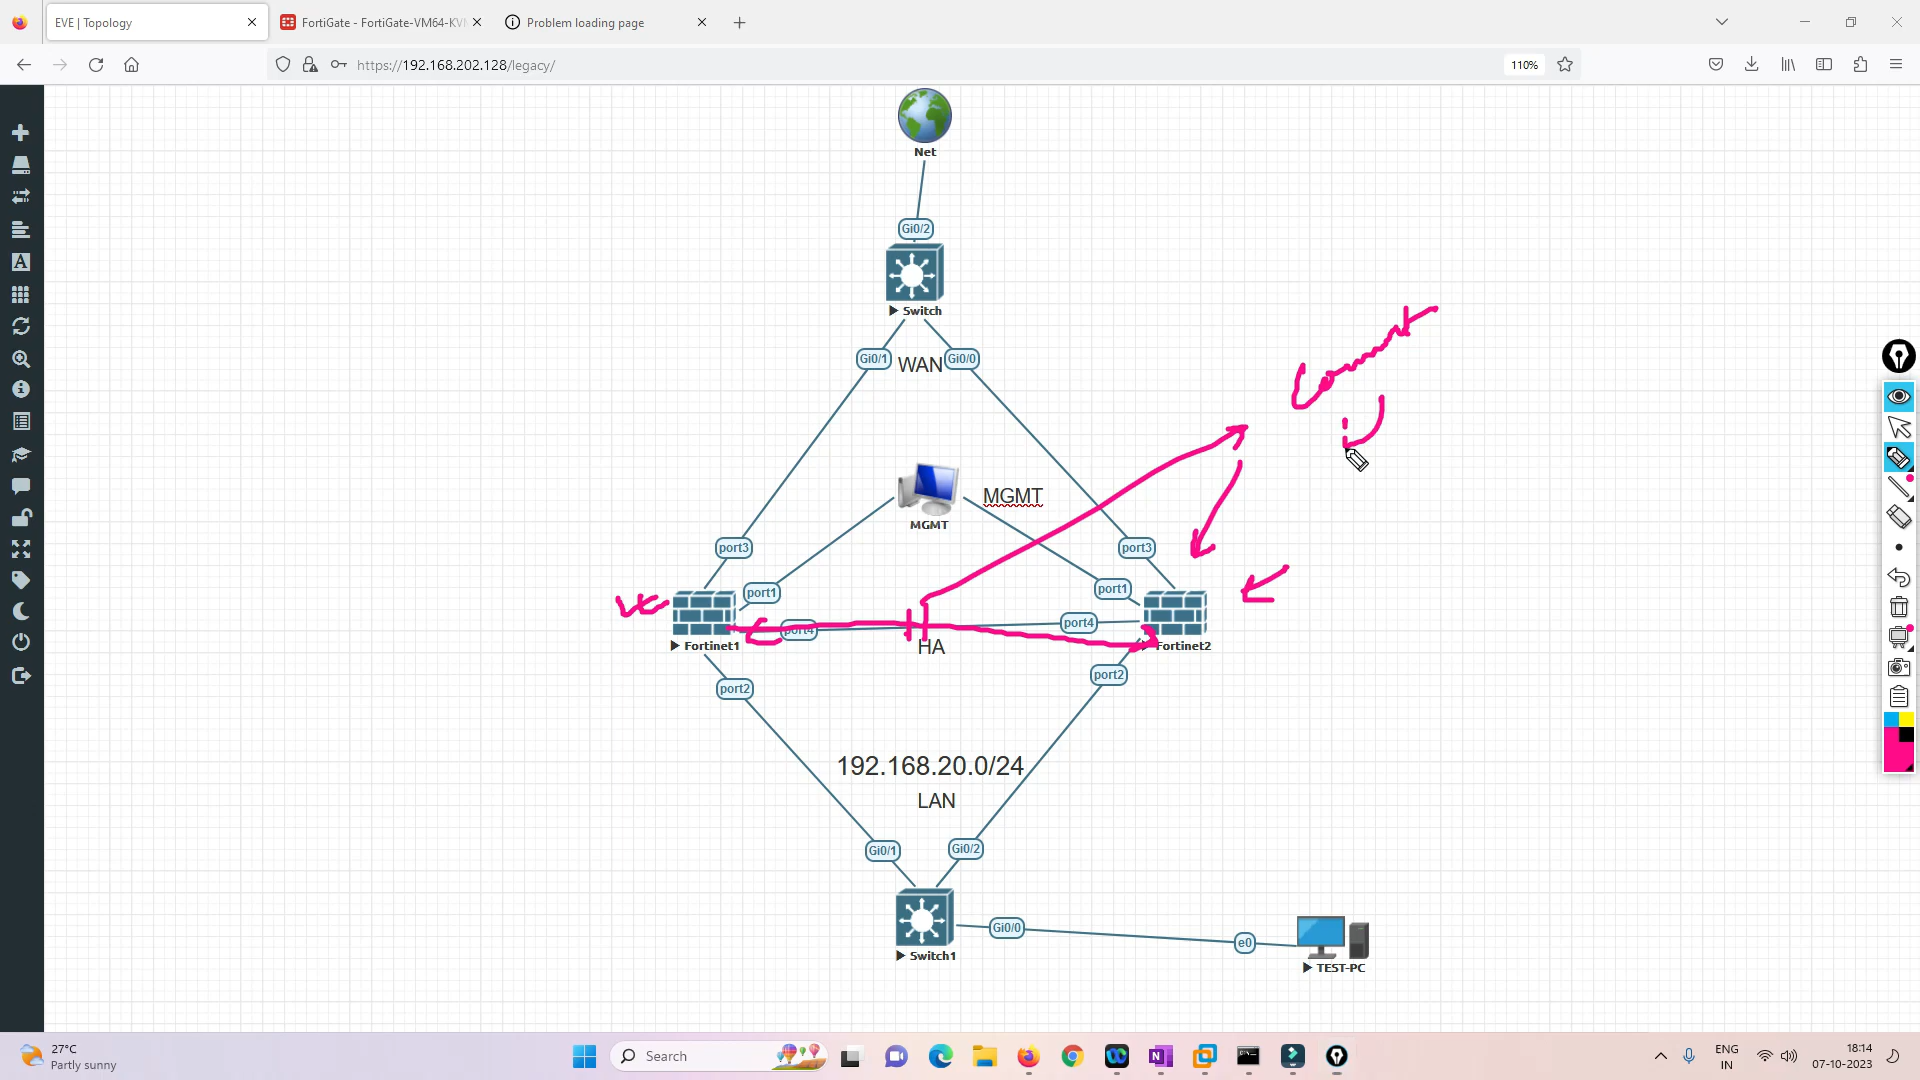 EVE | Topology
FortiGate - FortiGate-VM64-KV
Problem loading page
https://192.168.202.128/legacy/
110%
Net
Gi0/2
Switch
Gi0/1
WAN
Gi0/0
MGMT
MGMT
port3
port3
port1
port1
port4
port4
Fortinet1
HA
Fortinet2
port2
port2
192.168.20.0/24
LAN
Gi0/1
Gi0/2
Gi0/0
e0
Switch1
TEST-PC
27°C
Partly sunny
Search
ENG
IN
18:14
07-10-2023